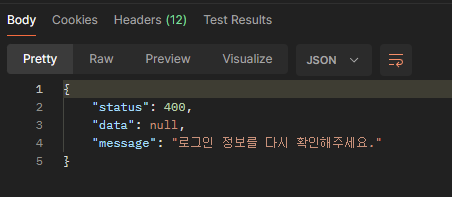 Body Cookies Headers (12) Test Results
Pretty Raw Preview Visualize JSON
1 {
2 "status": 400,
3 "data": null,
4 "message": "로그인 정보를 다시 확인해주세요."
5 }